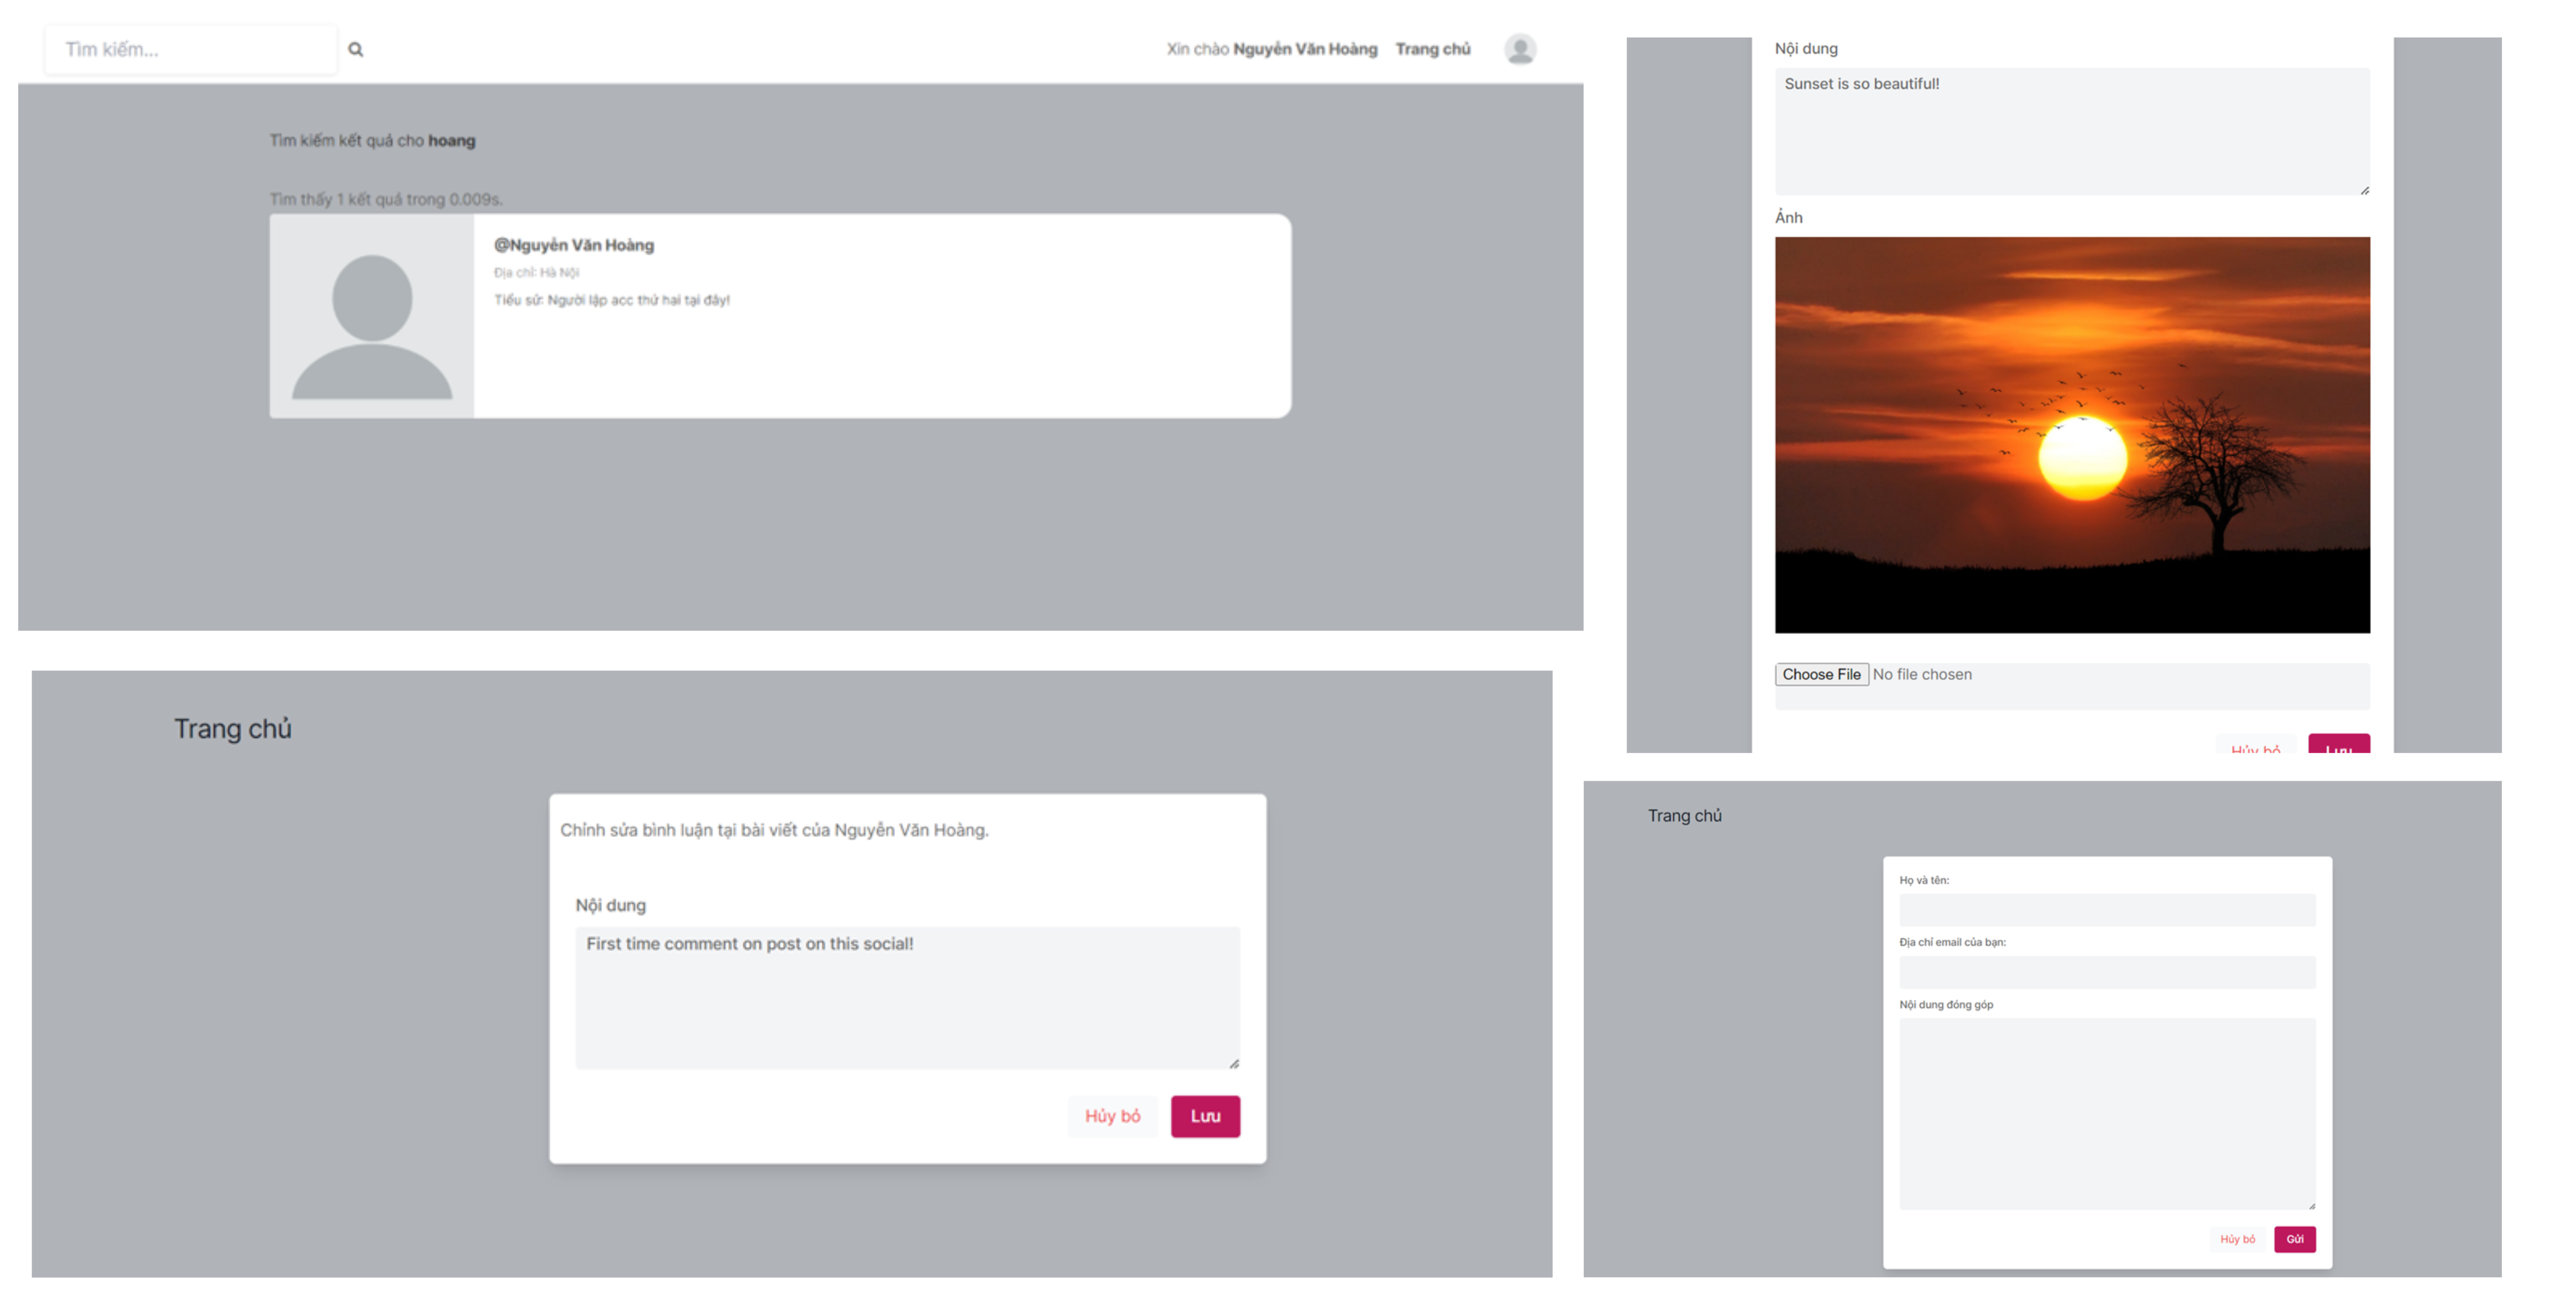 Tìm kiếm...
Xin chào Nguyễn Văn Hoàng Trang chủ
Tìm kiếm kết quả cho hoang
Tìm thấy 1 kết quả trong 0.009s.
@Nguyễn Văn Hoàng
Địa chỉ: Hà Nội
Tiểu sử: Người lập acc thứ hai tại đây!
Nội dung
Sunset is so beautiful!
Ảnh
Choose File No file chosen
Hủy bỏ Lưu
Trang chủ
Chỉnh sửa bình luận tại bài viết của Nguyễn Văn Hoàng.
Nội dung
First time comment on post on this social!
Hủy bỏ Lưu
Trang chủ
Họ và tên:
Địa chỉ email của bạn:
Nội dung đóng góp
Hủy bỏ Gửi